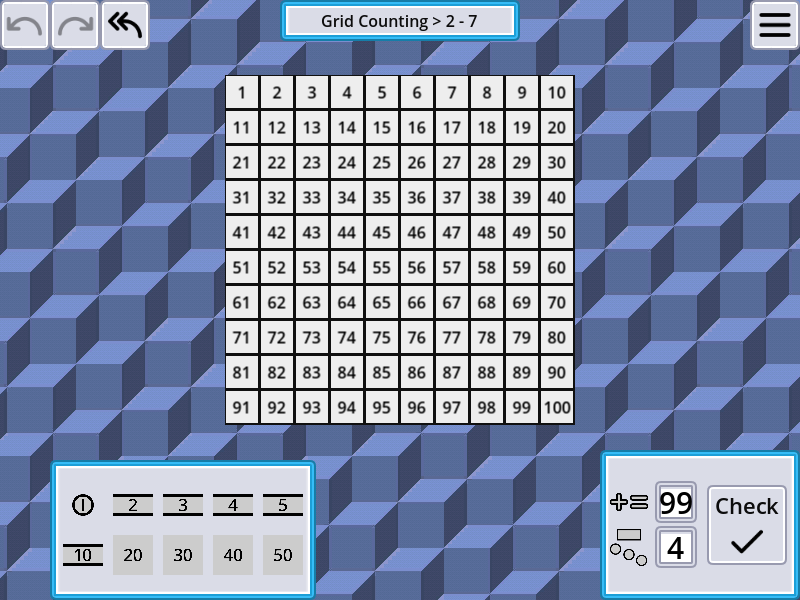 Grid Counting > 2 - 7
1 2 3 4 5 6 7 8 9 10
11 12 13 14 15 16 17 18 19 20
21 22 23 24 25 26 27 28 29 30
31 32 33 34 35 36 37 38 39 40
41 42 43 44 45 46 47 48 49 50
51 52 53 54 55 56 57 58 59 60
61 62 63 64 65 66 67 68 69 70
71 72 73 74 75 76 77 78 79 80
81 82 83 84 85 86 87 88 89 90
91 92 93 94 95 96 97 98 99 100
1 2 3 4 5
10 20 30 40 50
+= 99
4
Check